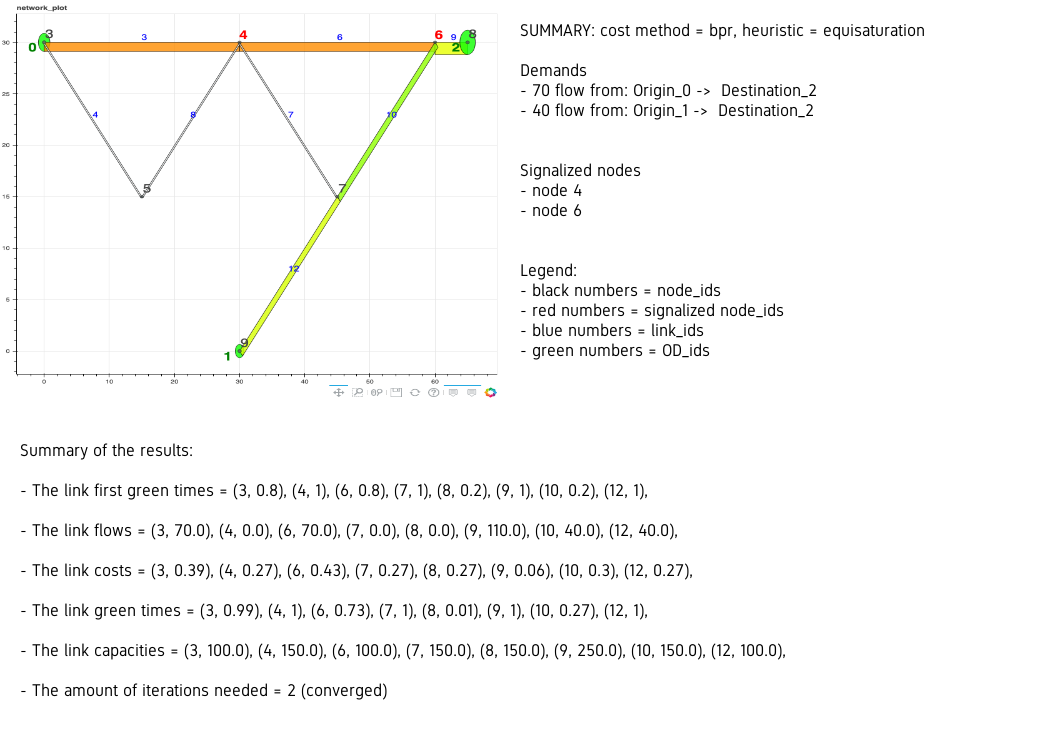 network_plot
SUMMARY: cost method = bpr, heuristic = equisaturation
Demands
- 70 flow from: Origin_0 -> Destination_2
- 40 flow from: Origin_1 -> Destination_2
Signalized nodes
- node 4
- node 6
Legend:
- black numbers = node_ids
- red numbers = signalized node_ids
- blue numbers = link_ids
- green numbers = OD_ids
3 4 6 8
3 6 9
0 2
30
25
4 8 7 10
20
5 7
15
10
12
5
9
1
0
0 10 20 30 40 50 60
Summary of the results:
- The link first green times = (3, 0.8), (4, 1), (6, 0.8), (7, 1), (8, 0.2), (9, 1), (10, 0.2), (12, 1),
- The link flows = (3, 70.0), (4, 0.0), (6, 70.0), (7, 0.0), (8, 0.0), (9, 110.0), (10, 40.0), (12, 40.0),
- The link costs = (3, 0.39), (4, 0.27), (6, 0.43), (7, 0.27), (8, 0.27), (9, 0.06), (10, 0.3), (12, 0.27),
- The link green times = (3, 0.99), (4, 1), (6, 0.73), (7, 1), (8, 0.01), (9, 1), (10, 0.27), (12, 1),
- The link capacities = (3, 100.0), (4, 150.0), (6, 100.0), (7, 150.0), (8, 150.0), (9, 250.0), (10, 150.0), (12, 100.0),
- The amount of iterations needed = 2 (converged)